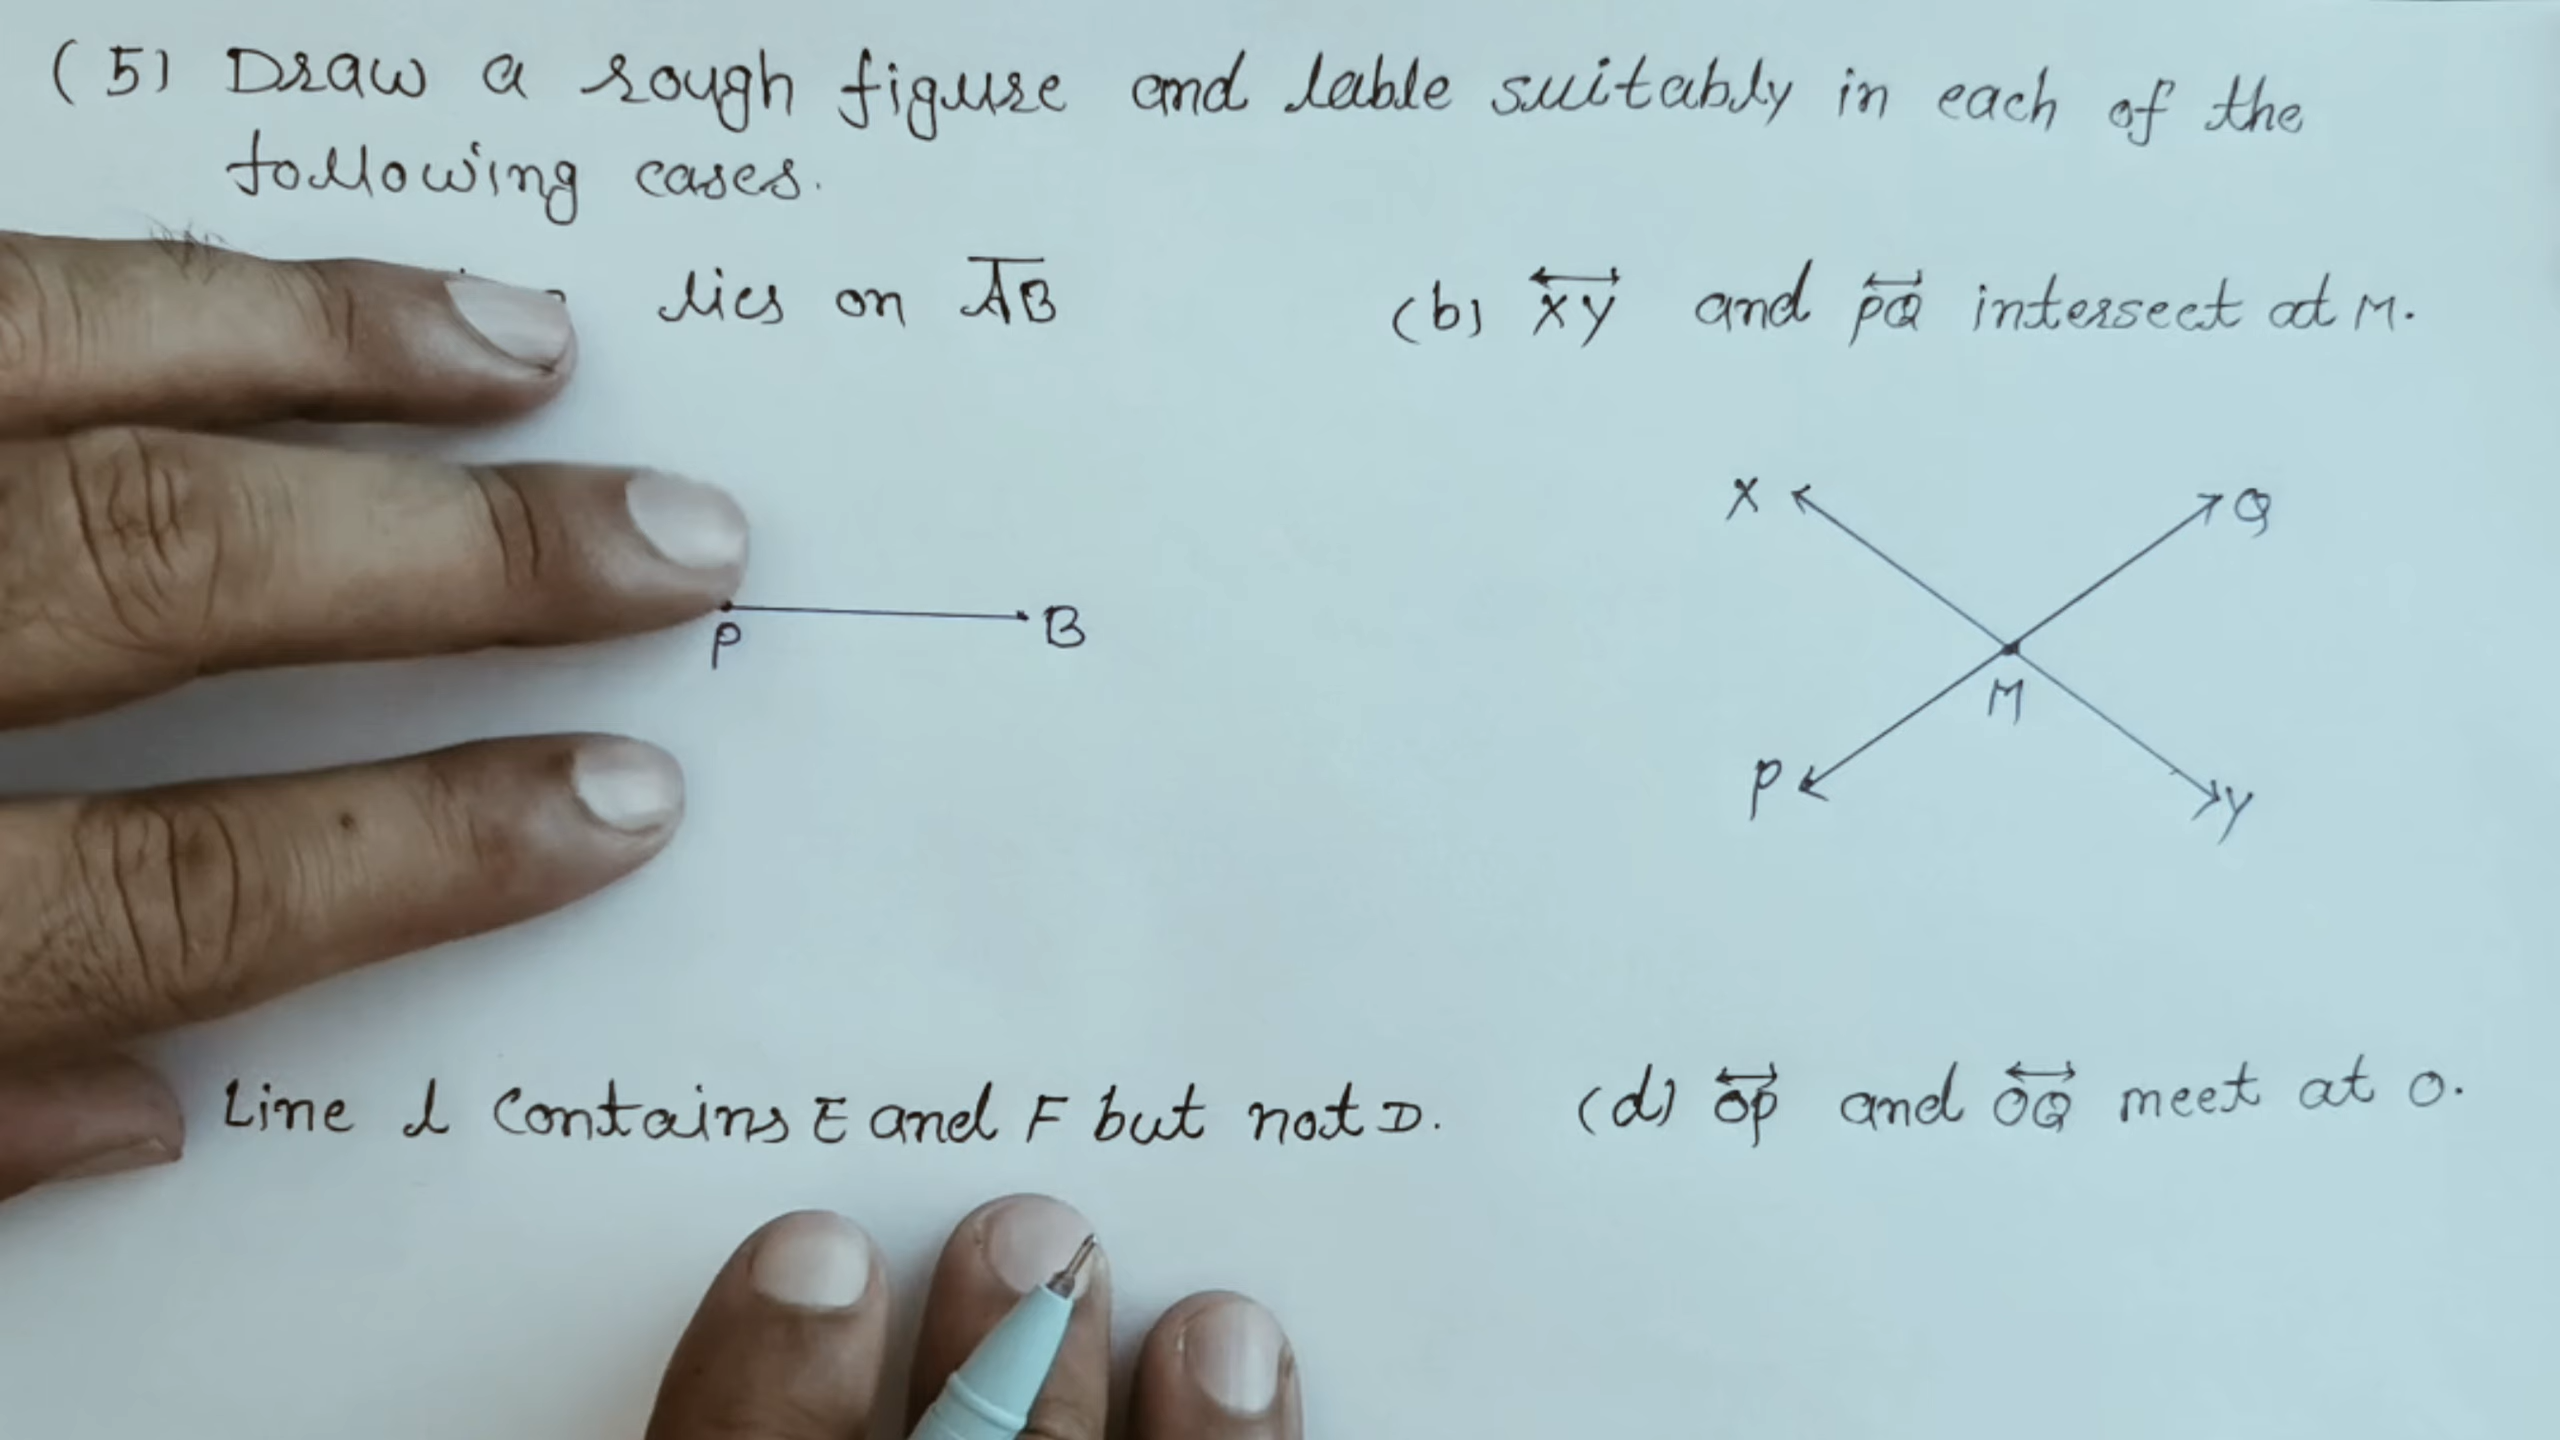 (5) Draw a rough figure and lable suitably in each of the
following cases.
lies on AB
(b) XY and PQ intersect at M.
X Q
P B
M
P Y
Line l contains E and F but not D.
(d) OP and OQ meet at O.